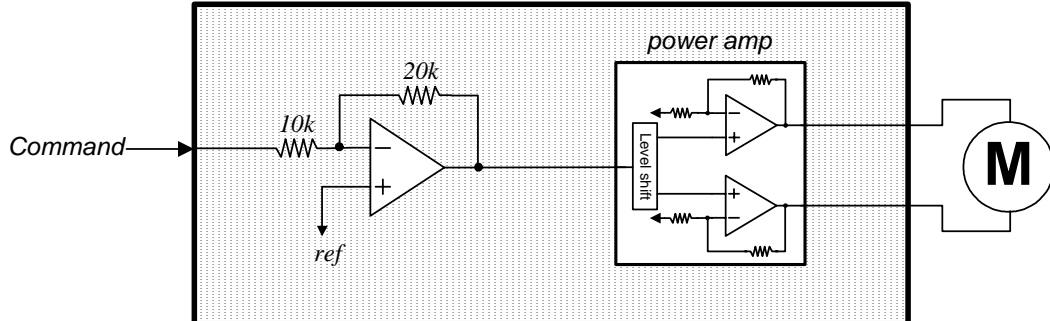 power amp
20k
10k
Command
ref
Level shift
−
+
−
+
+
−
M